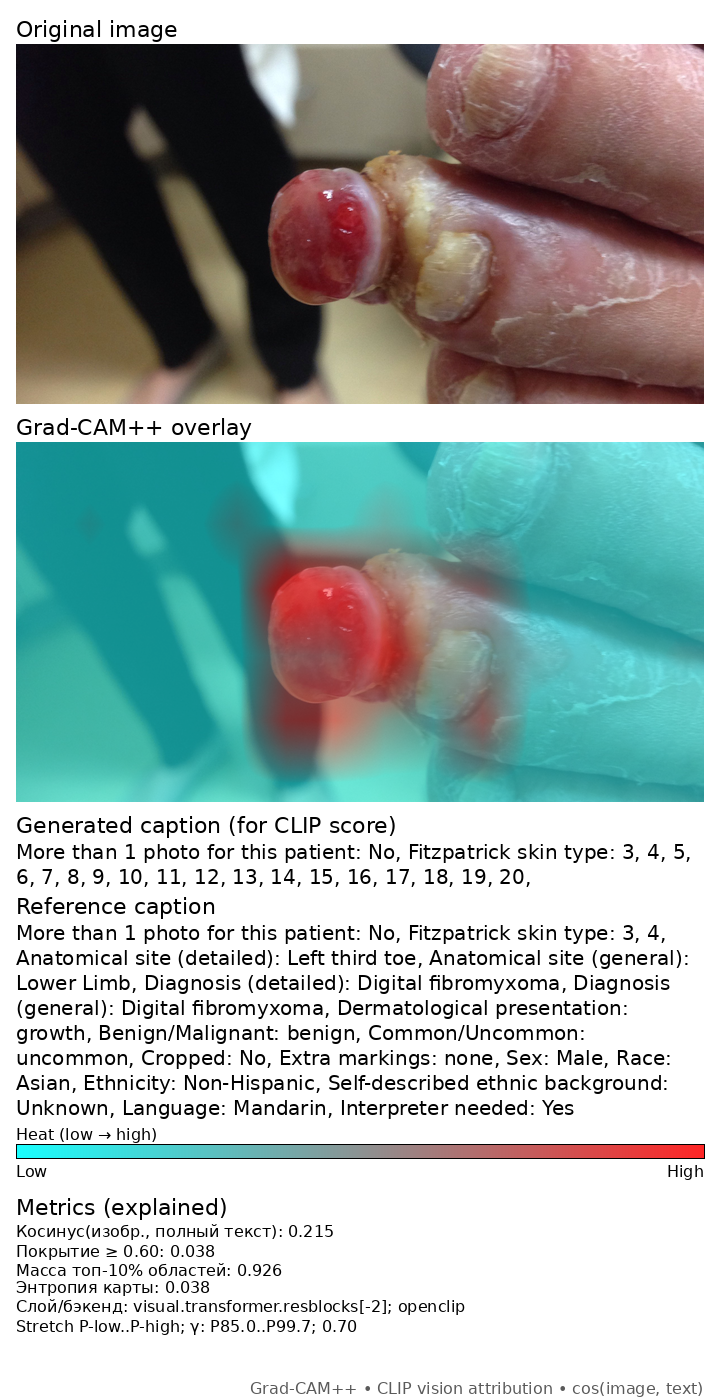 Original image
Grad-CAM++ overlay
Generated caption (for CLIP score)
More than 1 photo for this patient: No, Fitzpatrick skin type: 3, 4, 5,
6, 7, 8, 9, 10, 11, 12, 13, 14, 15, 16, 17, 18, 19, 20,
Reference caption
More than 1 photo for this patient: No, Fitzpatrick skin type: 3, 4,
Anatomical site (detailed): Left third toe, Anatomical site (general):
Lower Limb, Diagnosis (detailed): Digital fibromyxoma, Diagnosis
(general): Digital fibromyxoma, Dermatological presentation:
growth, Benign/Malignant: benign, Common/Uncommon:
uncommon, Cropped: No, Extra markings: none, Sex: Male, Race:
Asian, Ethnicity: Non-Hispanic, Self-described ethnic background:
Unknown, Language: Mandarin, Interpreter needed: Yes
Heat (low → high)
Low High
Metrics (explained)
Косинус(изобр., полный текст): 0.215
Покрытие ≥ 0.60: 0.038
Масса топ-10% областей: 0.926
Энтропия карты: 0.038
Слой/бэкенд: visual.transformer.resblocks[-2]; openclip
Stretch P-low..P-high; γ: P85.0..P99.7; 0.70
Grad-CAM++ • CLIP vision attribution • cos(image, text)